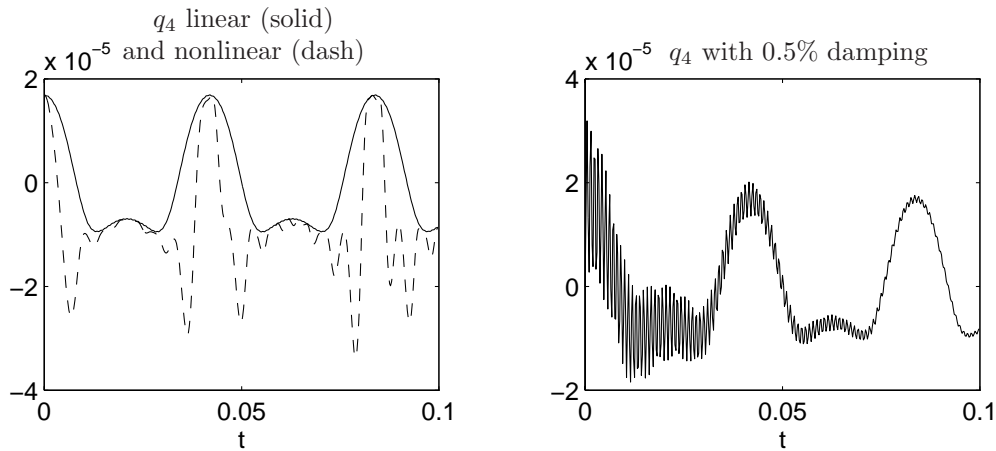 q₄ linear (solid)
and nonlinear (dash)
x 10⁻⁵
2
0
−2
−4
0
0.05
0.1
t
q₄ with 0.5% damping
x 10⁻⁵
4
2
0
−2
0
0.05
0.1
t